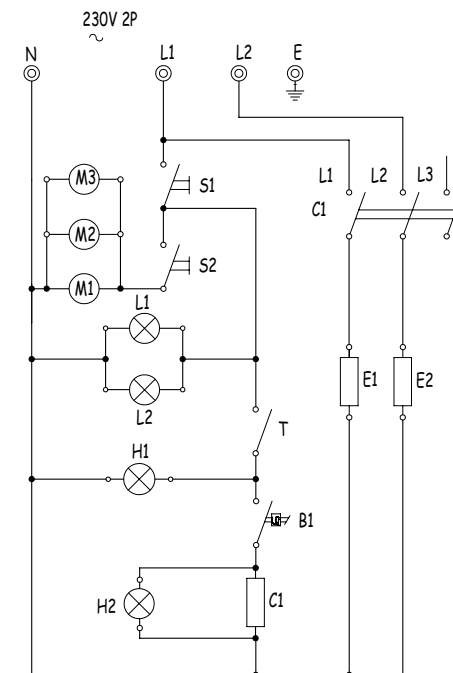 230V 2P
~
N L1 L2 E
M3
L1 L2 L3
S1
C1
M2
S2
M1
L1
E1 E2
L2
T
H1
B1
H2 C1